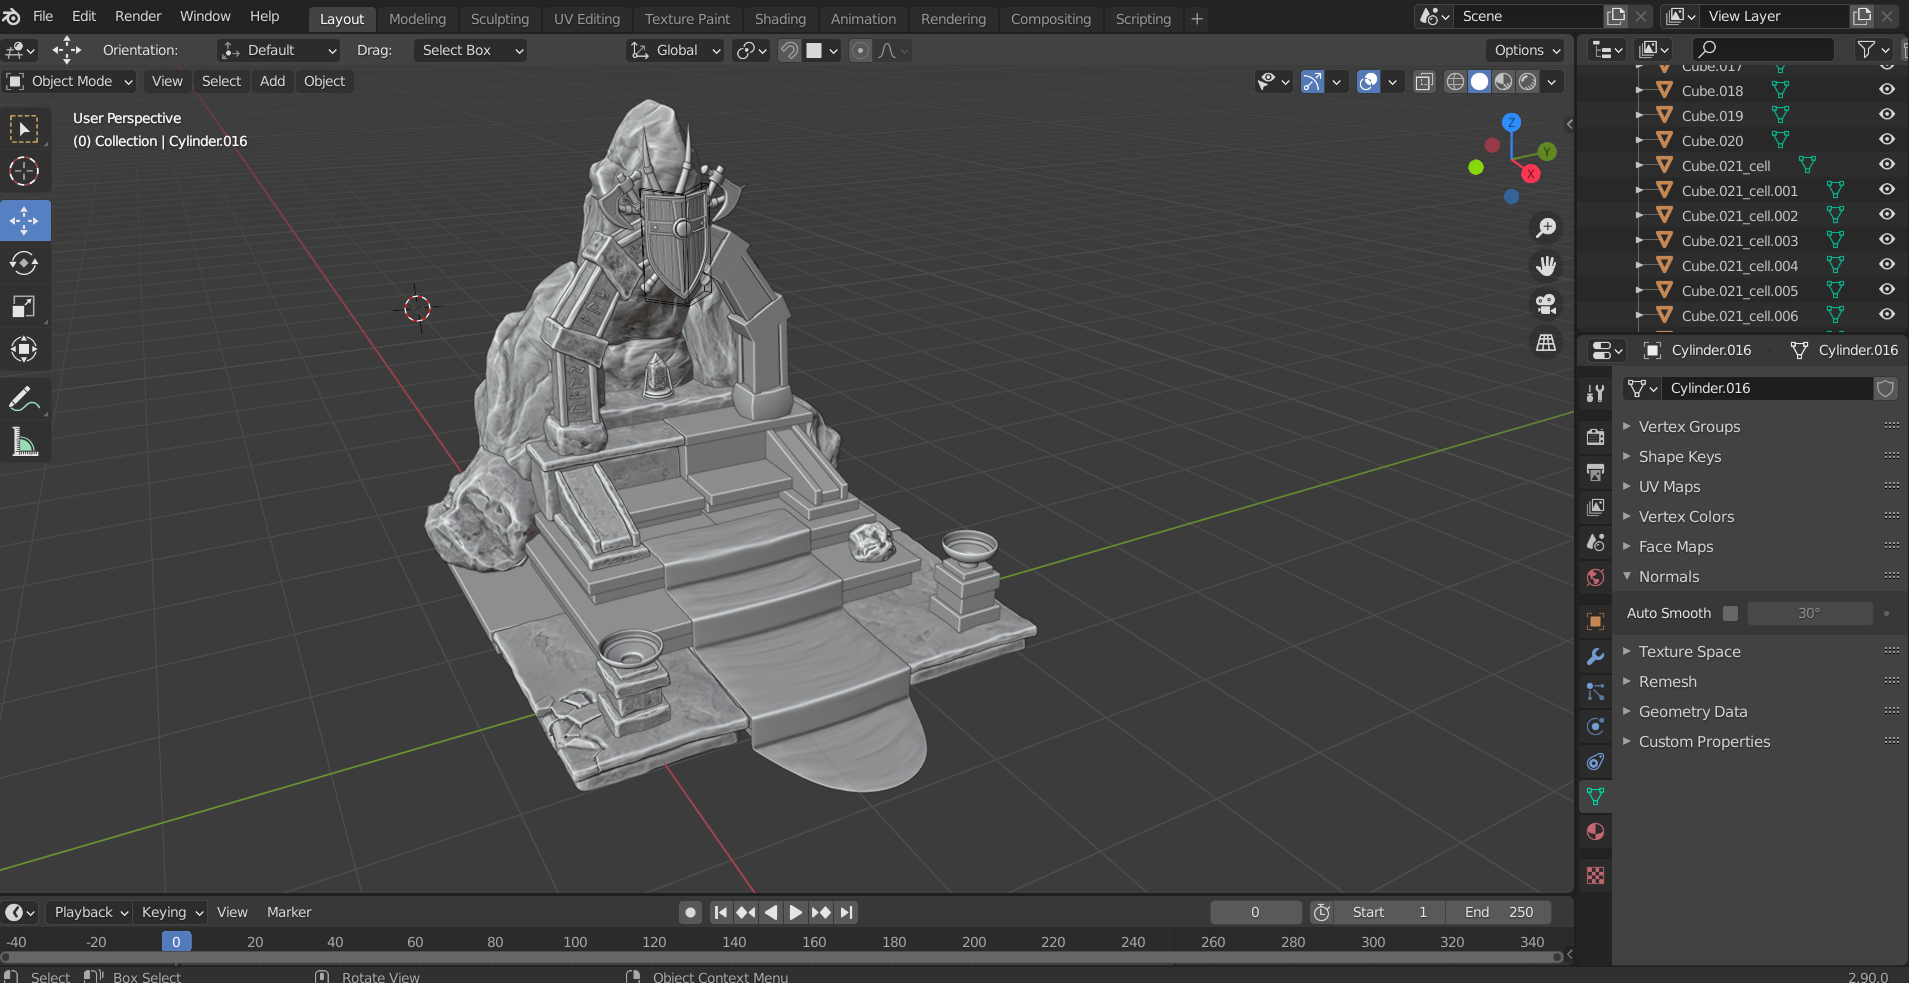 File Edit Render Window Help Layout Modeling Sculpting UV Editing Texture Paint Shading Animation Rendering Compositing Scripting + Scene View Layer
Orientation: Default Drag: Select Box Global Options
Object Mode View Select Add Object
User Perspective
(0) Collection | Cylinder.016
Z
Y
X
Cube.017
Cube.018
Cube.019
Cube.020
Cube.021_cell
Cube.021_cell.001
Cube.021_cell.002
Cube.021_cell.003
Cube.021_cell.004
Cube.021_cell.005
Cube.021_cell.006
Cylinder.016 Cylinder.016
Cylinder.016
Vertex Groups
Shape Keys
UV Maps
Vertex Colors
Face Maps
Normals
Auto Smooth 30°
Texture Space
Remesh
Geometry Data
Custom Properties
Playback Keying View Marker 0 Start 1 End 250
-40 -20 0 20 40 60 80 100 120 140 160 180 200 220 240 260 280 300 320 340
Select Box Select Rotate View Object Context Menu 2.90.0